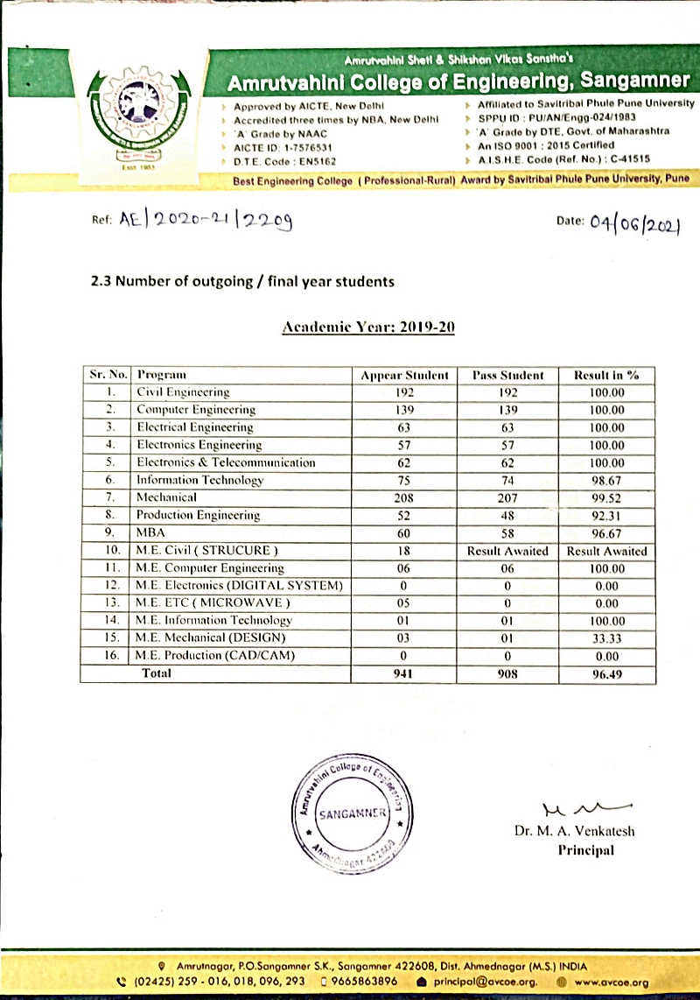 Amrutvahini Sheti & Shikshan Vikas Sanstha's
Amrutvahini College of Engineering, Sangamner
Approved by AICTE, New Delhi
Accredited three times by NBA, New Delhi
'A' Grade by NAAC
AICTE ID: 1-7576531
D.T.E. Code : EN5162
Affiliated to Savitribai Phule Pune University
SPPU ID : PU/AN/Engg-024/1983
'A' Grade by DTE, Govt. of Maharashtra
An ISO 9001 : 2015 Certified
A.I.S.H.E. Code (Ref. No.) : C-41515
Estd. 1983
Best Engineering College ( Professional-Rural) Award by Savitribai Phule Pune University, Pune
Ref: AE/2020-21/2209 Date: 04/06/2021
2.3 Number of outgoing / final year students
Academic Year: 2019-20
Sr. No. Program Appear Student Pass Student Result in %
1. Civil Engineering 192 192 100.00
2. Computer Engineering 139 139 100.00
3. Electrical Engineering 63 63 100.00
4. Electronics Engineering 57 57 100.00
5. Electronics & Telecommunication 62 62 100.00
6. Information Technology 75 74 98.67
7. Mechanical 208 207 99.52
8. Production Engineering 52 48 92.31
9. MBA 60 58 96.67
10. M.E. Civil ( STRUCURE ) 18 Result Awaited Result Awaited
11. M.E. Computer Engineering 06 06 100.00
12. M.E. Electronics (DIGITAL SYSTEM) 0 0 0.00
13. M.E. ETC ( MICROWAVE ) 05 0 0.00
14. M.E. Information Technology 01 01 100.00
15. M.E. Mechanical (DESIGN) 03 01 33.33
16. M.E. Production (CAD/CAM) 0 0 0.00
Total 941 908 96.49
Amrutvahini College of Engineering
SANGAMNER
Ahmednagar-422608
Dr. M. A. Venkatesh
Principal
Amrutnagar, P.O.Sangamner S.K., Sangamner 422608, Dist. Ahmednagar (M.S.) INDIA
(02425) 259 - 016, 018, 096, 293 9665863896 principal@avcoe.org. www.avcoe.org